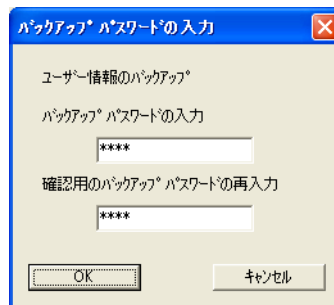 ﾊﾞｯｸｱｯﾌﾟ ﾊﾟｽﾜｰﾄﾞの入力
ﾕｰｻﾞｰ情報のﾊﾞｯｸｱｯﾌﾟ
ﾊﾞｯｸｱｯﾌﾟ ﾊﾟｽﾜｰﾄﾞの入力
****
確認用のﾊﾞｯｸｱｯﾌﾟ ﾊﾟｽﾜｰﾄﾞの再入力
****
OK
ｷｬﾝｾﾙ